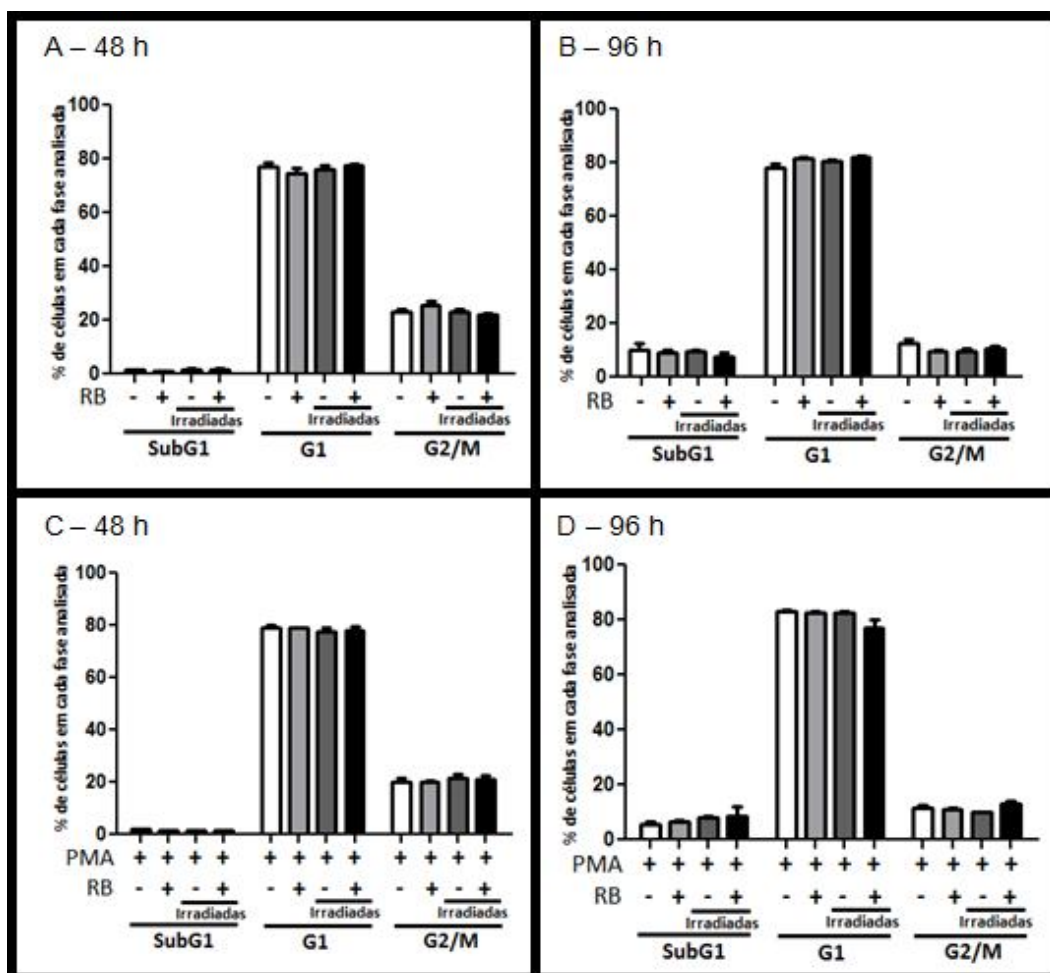 A – 48 h
% de células em cada fase analisada
100
80
60
40
20
0
RB - + - + - + - + - + - +
Irradiadas Irradiadas Irradiadas
SubG1 G1 G2/M
B – 96 h
% de células em cada fase analisada
100
80
60
40
20
0
RB - + - + - + - + - + - +
Irradiadas Irradiadas Irradiadas
SubG1 G1 G2/M
C – 48 h
% de células em cada fase analisada
100
80
60
40
20
0
PMA + + + + + + + + + + + +
RB - + - + - + - + - + - +
Irradiadas Irradiadas Irradiadas
SubG1 G1 G2/M
D – 96 h
% de células em cada fase analisada
100
80
60
40
20
0
PMA + + + + + + + + + + + +
RB - + - + - + - + - + - +
Irradiadas Irradiadas Irradiadas
SubG1 G1 G2/M